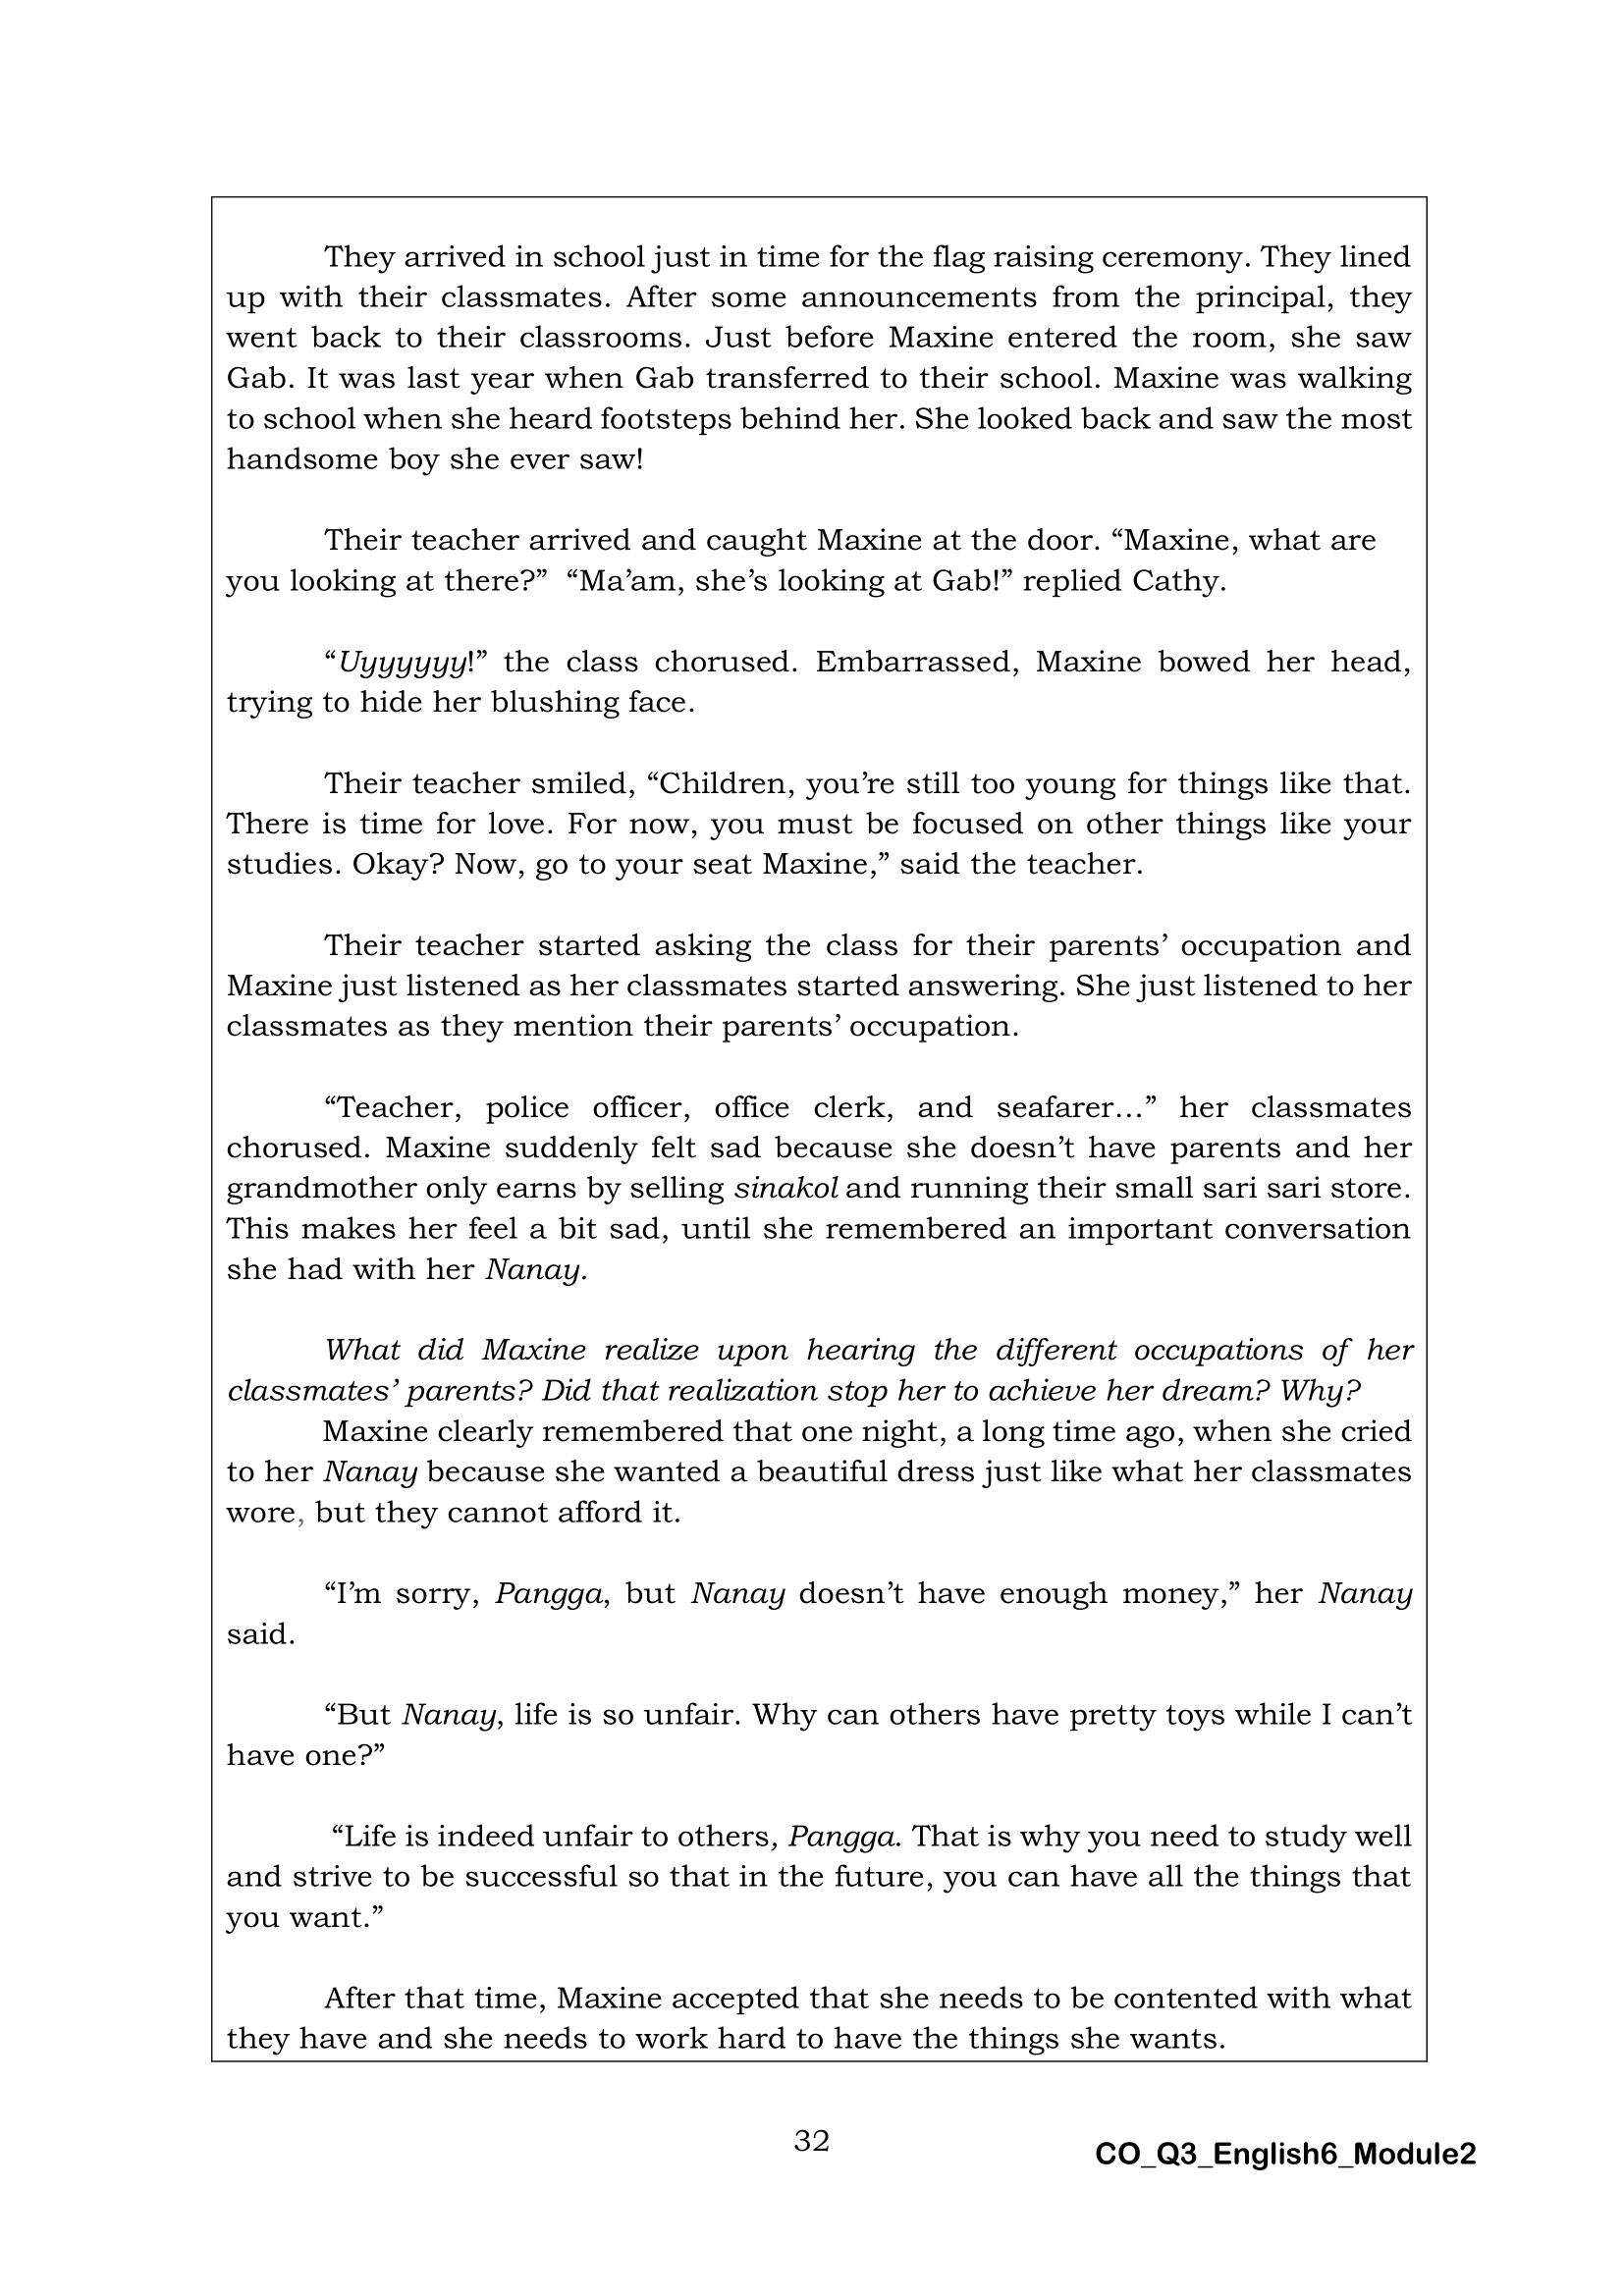 They arrived in school just in time for the flag raising ceremony. They lined
up with their classmates. After some announcements from the principal, they
went back to their classrooms. Just before Maxine entered the room, she saw
Gab. It was last year when Gab transferred to their school. Maxine was walking
to school when she heard footsteps behind her. She looked back and saw the most
handsome boy she ever saw!
Their teacher arrived and caught Maxine at the door. “Maxine, what are
you looking at there?”  “Ma’am, she’s looking at Gab!” replied Cathy.
“Uyyyyyy!” the class chorused. Embarrassed, Maxine bowed her head,
trying to hide her blushing face.
Their teacher smiled, “Children, you’re still too young for things like that.
There is time for love. For now, you must be focused on other things like your
studies. Okay? Now, go to your seat Maxine,” said the teacher.
Their teacher started asking the class for their parents’ occupation and
Maxine just listened as her classmates started answering. She just listened to her
classmates as they mention their parents’ occupation.
“Teacher, police officer, office clerk, and seafarer…” her classmates
chorused. Maxine suddenly felt sad because she doesn’t have parents and her
grandmother only earns by selling sinakol and running their small sari sari store.
This makes her feel a bit sad, until she remembered an important conversation
she had with her Nanay.
What did Maxine realize upon hearing the different occupations of her
classmates’ parents? Did that realization stop her to achieve her dream? Why?
Maxine clearly remembered that one night, a long time ago, when she cried
to her Nanay because she wanted a beautiful dress just like what her classmates
wore, but they cannot afford it.
“I’m sorry, Pangga, but Nanay doesn’t have enough money,” her Nanay
said.
“But Nanay, life is so unfair. Why can others have pretty toys while I can’t
have one?”
“Life is indeed unfair to others, Pangga. That is why you need to study well
and strive to be successful so that in the future, you can have all the things that
you want.”
After that time, Maxine accepted that she needs to be contented with what
they have and she needs to work hard to have the things she wants.
32
CO_Q3_English6_Module2